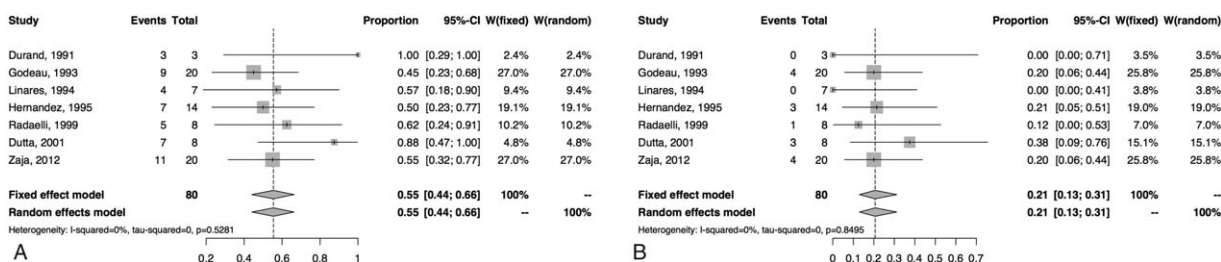 Study Events Total Proportion 95%-CI W(fixed) W(random)
Durand, 1991 3 3 1.00 [0.29; 1.00] 2.4% 2.4%
Godeau, 1993 9 20 0.45 [0.23; 0.68] 27.0% 27.0%
Linares, 1994 4 7 0.57 [0.18; 0.90] 9.4% 9.4%
Hernandez, 1995 7 14 0.50 [0.23; 0.77] 19.1% 19.1%
Radaelli, 1999 5 8 0.62 [0.24; 0.91] 10.2% 10.2%
Dutta, 2001 7 8 0.88 [0.47; 1.00] 4.8% 4.8%
Zaja, 2012 11 20 0.55 [0.32; 0.77] 27.0% 27.0%
Fixed effect model 80 0.55 [0.44; 0.66] 100% --
Random effects model 0.55 [0.44; 0.66] -- 100%
Heterogeneity: I-squared=0%, tau-squared=0, p=0.5281
A
0.2 0.4 0.6 0.8 1
Study Events Total Proportion 95%-CI W(fixed) W(random)
Durand, 1991 0 3 0.00 [0.00; 0.71] 3.5% 3.5%
Godeau, 1993 4 20 0.20 [0.06; 0.44] 25.8% 25.8%
Linares, 1994 0 7 0.00 [0.00; 0.41] 3.8% 3.8%
Hernandez, 1995 3 14 0.21 [0.05; 0.51] 19.0% 19.0%
Radaelli, 1999 1 8 0.12 [0.00; 0.53] 7.0% 7.0%
Dutta, 2001 3 8 0.38 [0.09; 0.76] 15.1% 15.1%
Zaja, 2012 4 20 0.20 [0.06; 0.44] 25.8% 25.8%
Fixed effect model 80 0.21 [0.13; 0.31] 100% --
Random effects model 0.21 [0.13; 0.31] -- 100%
Heterogeneity: I-squared=0%, tau-squared=0, p=0.8495
B
0 0.1 0.2 0.3 0.4 0.5 0.6 0.7